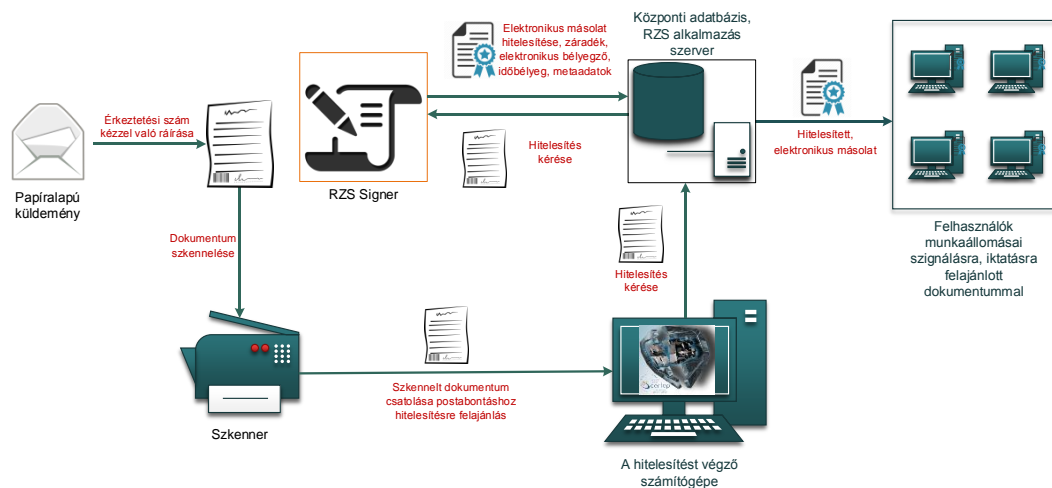 Elektronikus másolat
hitelesítése, záradék,
elektronikus bélyegző,
időbélyeg, metaadatok
Központi adatbázis,
RZS alkalmazás
szerver
Érkeztetési szám
kézzel való ráírása
Hitelesítés
kérése
Hitelesített,
elektronikus másolat
Papíralapú
küldemény
RZS Signer
Felhasználók
munkaállomásai
szignálásra, iktatásra
felajánlott
dokumentummal
Dokumentum
szkennelése
Hitelesítés
kérése
Szkennelt dokumentum
csatolása postabontáshoz
hitelesítésre felajánlás
Szkenner
A hitelesítést végző
számítógépe